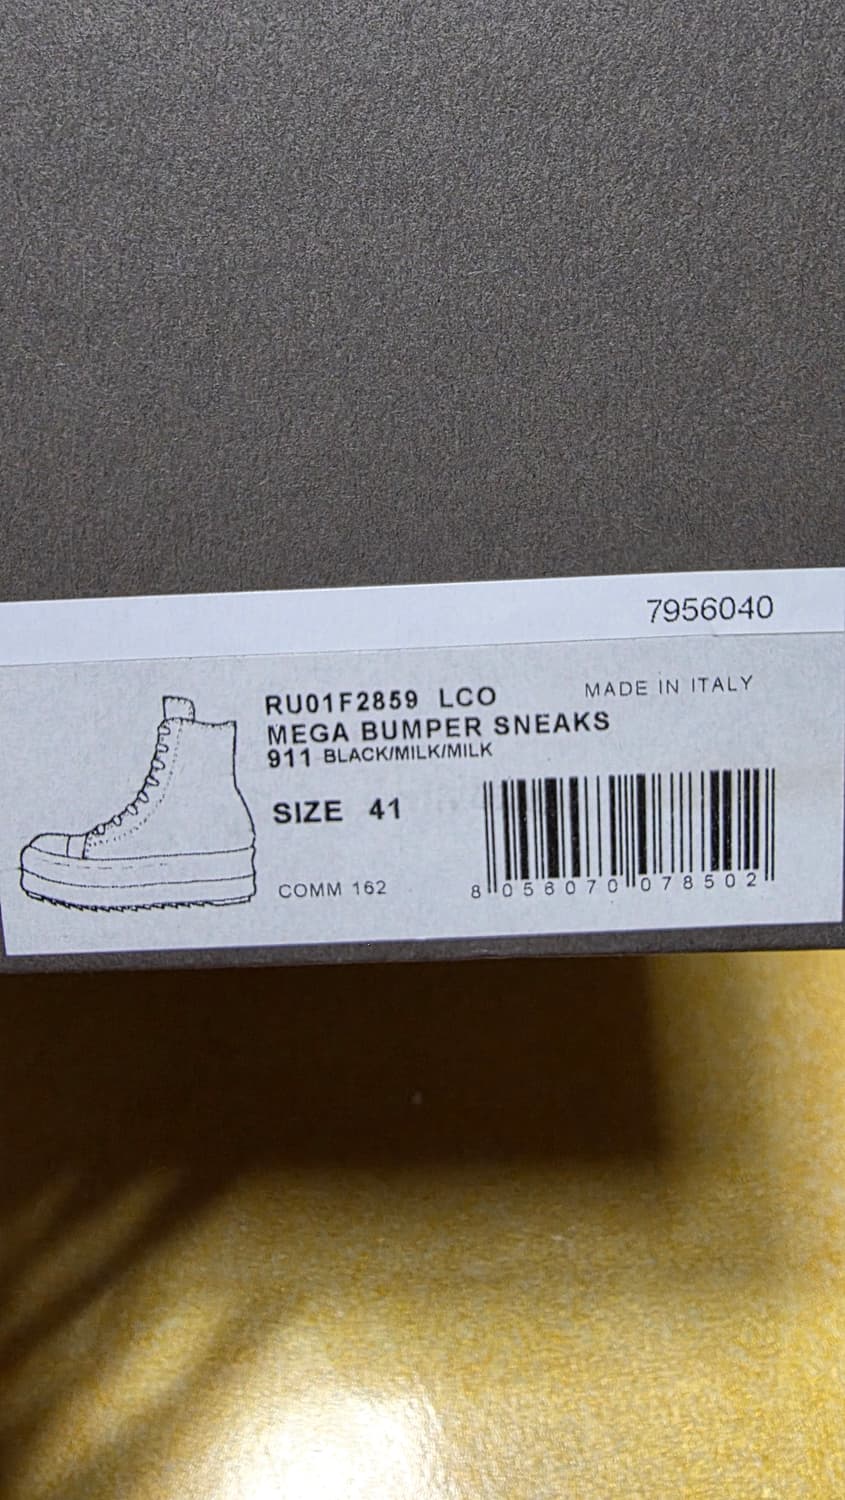 7956040
RU01F2859 LCO
MADE IN ITALY
MEGA BUMPER SNEAKS
911 BLACK/MILK/MILK
SIZE 41
COMM 162
8 056070 078502